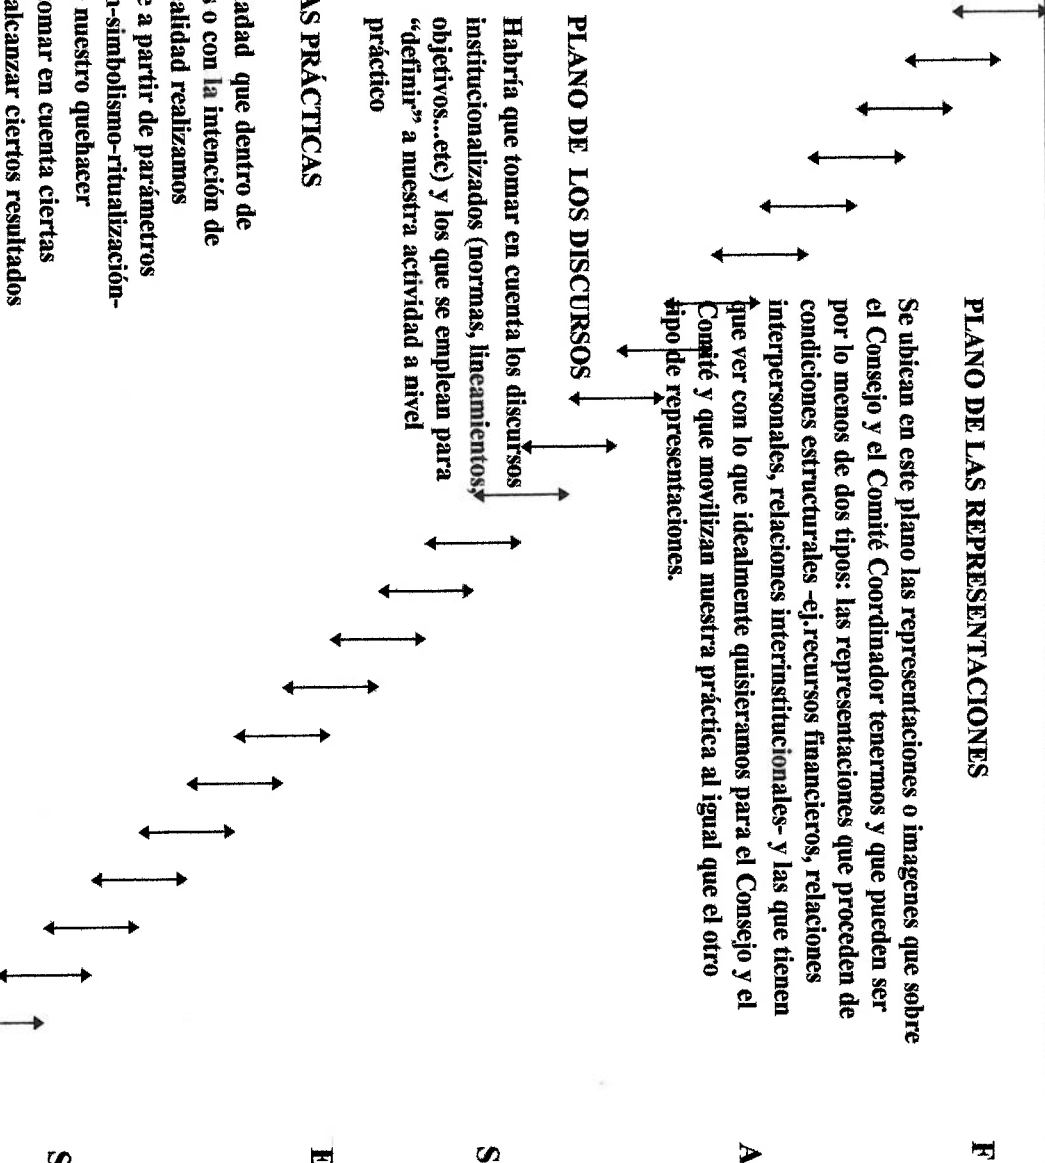 PLANO DE LAS REPRESENTACIONES
Se ubican en este plano las representaciones o imagenes que sobre
el Consejo y el Comité Coordinador tenermos y que pueden ser
por lo menos de dos tipos: las representaciones que proceden de
condiciones estructurales -ej.recursos financieros, relaciones
interpersonales, relaciones interinstitucionales- y las que tienen
que ver con lo que idealmente quisieramos para el Consejo y el
Comité y que movilizan nuestra práctica al igual que el otro
tipo de representaciones.
PLANO DE LOS DISCURSOS
Habría que tomar en cuenta los discursos
institucionalizados (normas, lineamientos,
objetivos...etc) y los que se emplean para
“definir” a nuestra actividad a nivel
práctico
AS PRÁCTICAS
adad que dentro de
o con la intención de
alidad realizamos
e a partir de parámetros
n-simbolismo-ritualización-
nuestro quehacer
omar en cuenta ciertas
alcanzar ciertos resultados
F
A
S
E
S